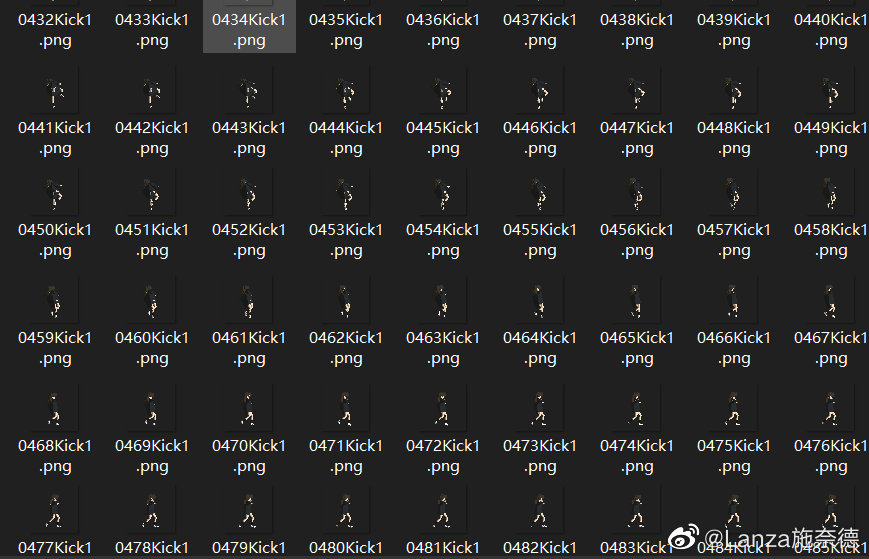 0432Kick1 0433Kick1 0434Kick1 0435Kick1 0436Kick1 0437Kick1 0438Kick1 0439Kick1 0440Kick1
.png .png .png .png .png .png .png .png .png
0441Kick1 0442Kick1 0443Kick1 0444Kick1 0445Kick1 0446Kick1 0447Kick1 0448Kick1 0449Kick1
.png .png .png .png .png .png .png .png .png
0450Kick1 0451Kick1 0452Kick1 0453Kick1 0454Kick1 0455Kick1 0456Kick1 0457Kick1 0458Kick1
.png .png .png .png .png .png .png .png .png
0459Kick1 0460Kick1 0461Kick1 0462Kick1 0463Kick1 0464Kick1 0465Kick1 0466Kick1 0467Kick1
.png .png .png .png .png .png .png .png .png
0468Kick1 0469Kick1 0470Kick1 0471Kick1 0472Kick1 0473Kick1 0474Kick1 0475Kick1 0476Kick1
.png .png .png .png .png .png .png .png .png
0477Kick1 0478Kick1 0479Kick1 0480Kick1 0481Kick1 0482Kick1 0483Kick1 0484Kick1 0485Kick1
@Lanza施奈德